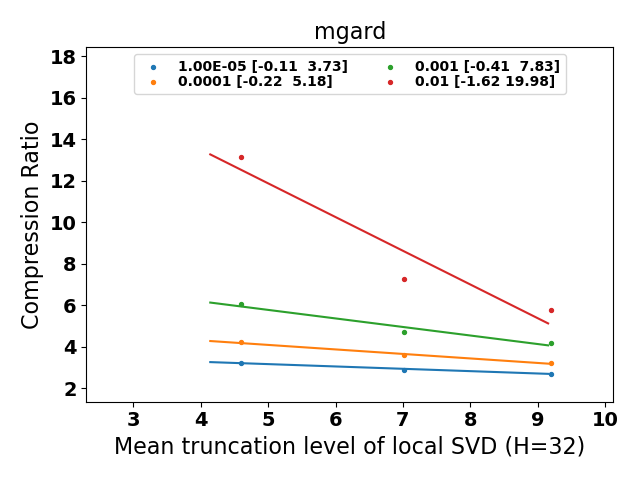 mgard
1.00E-05 [-0.11  3.73]
0.0001 [-0.22  5.18]
0.001 [-0.41  7.83]
0.01 [-1.62 19.98]
Compression Ratio
18
16
14
12
10
8
6
4
2
3 4 5 6 7 8 9 10
Mean truncation level of local SVD (H=32)